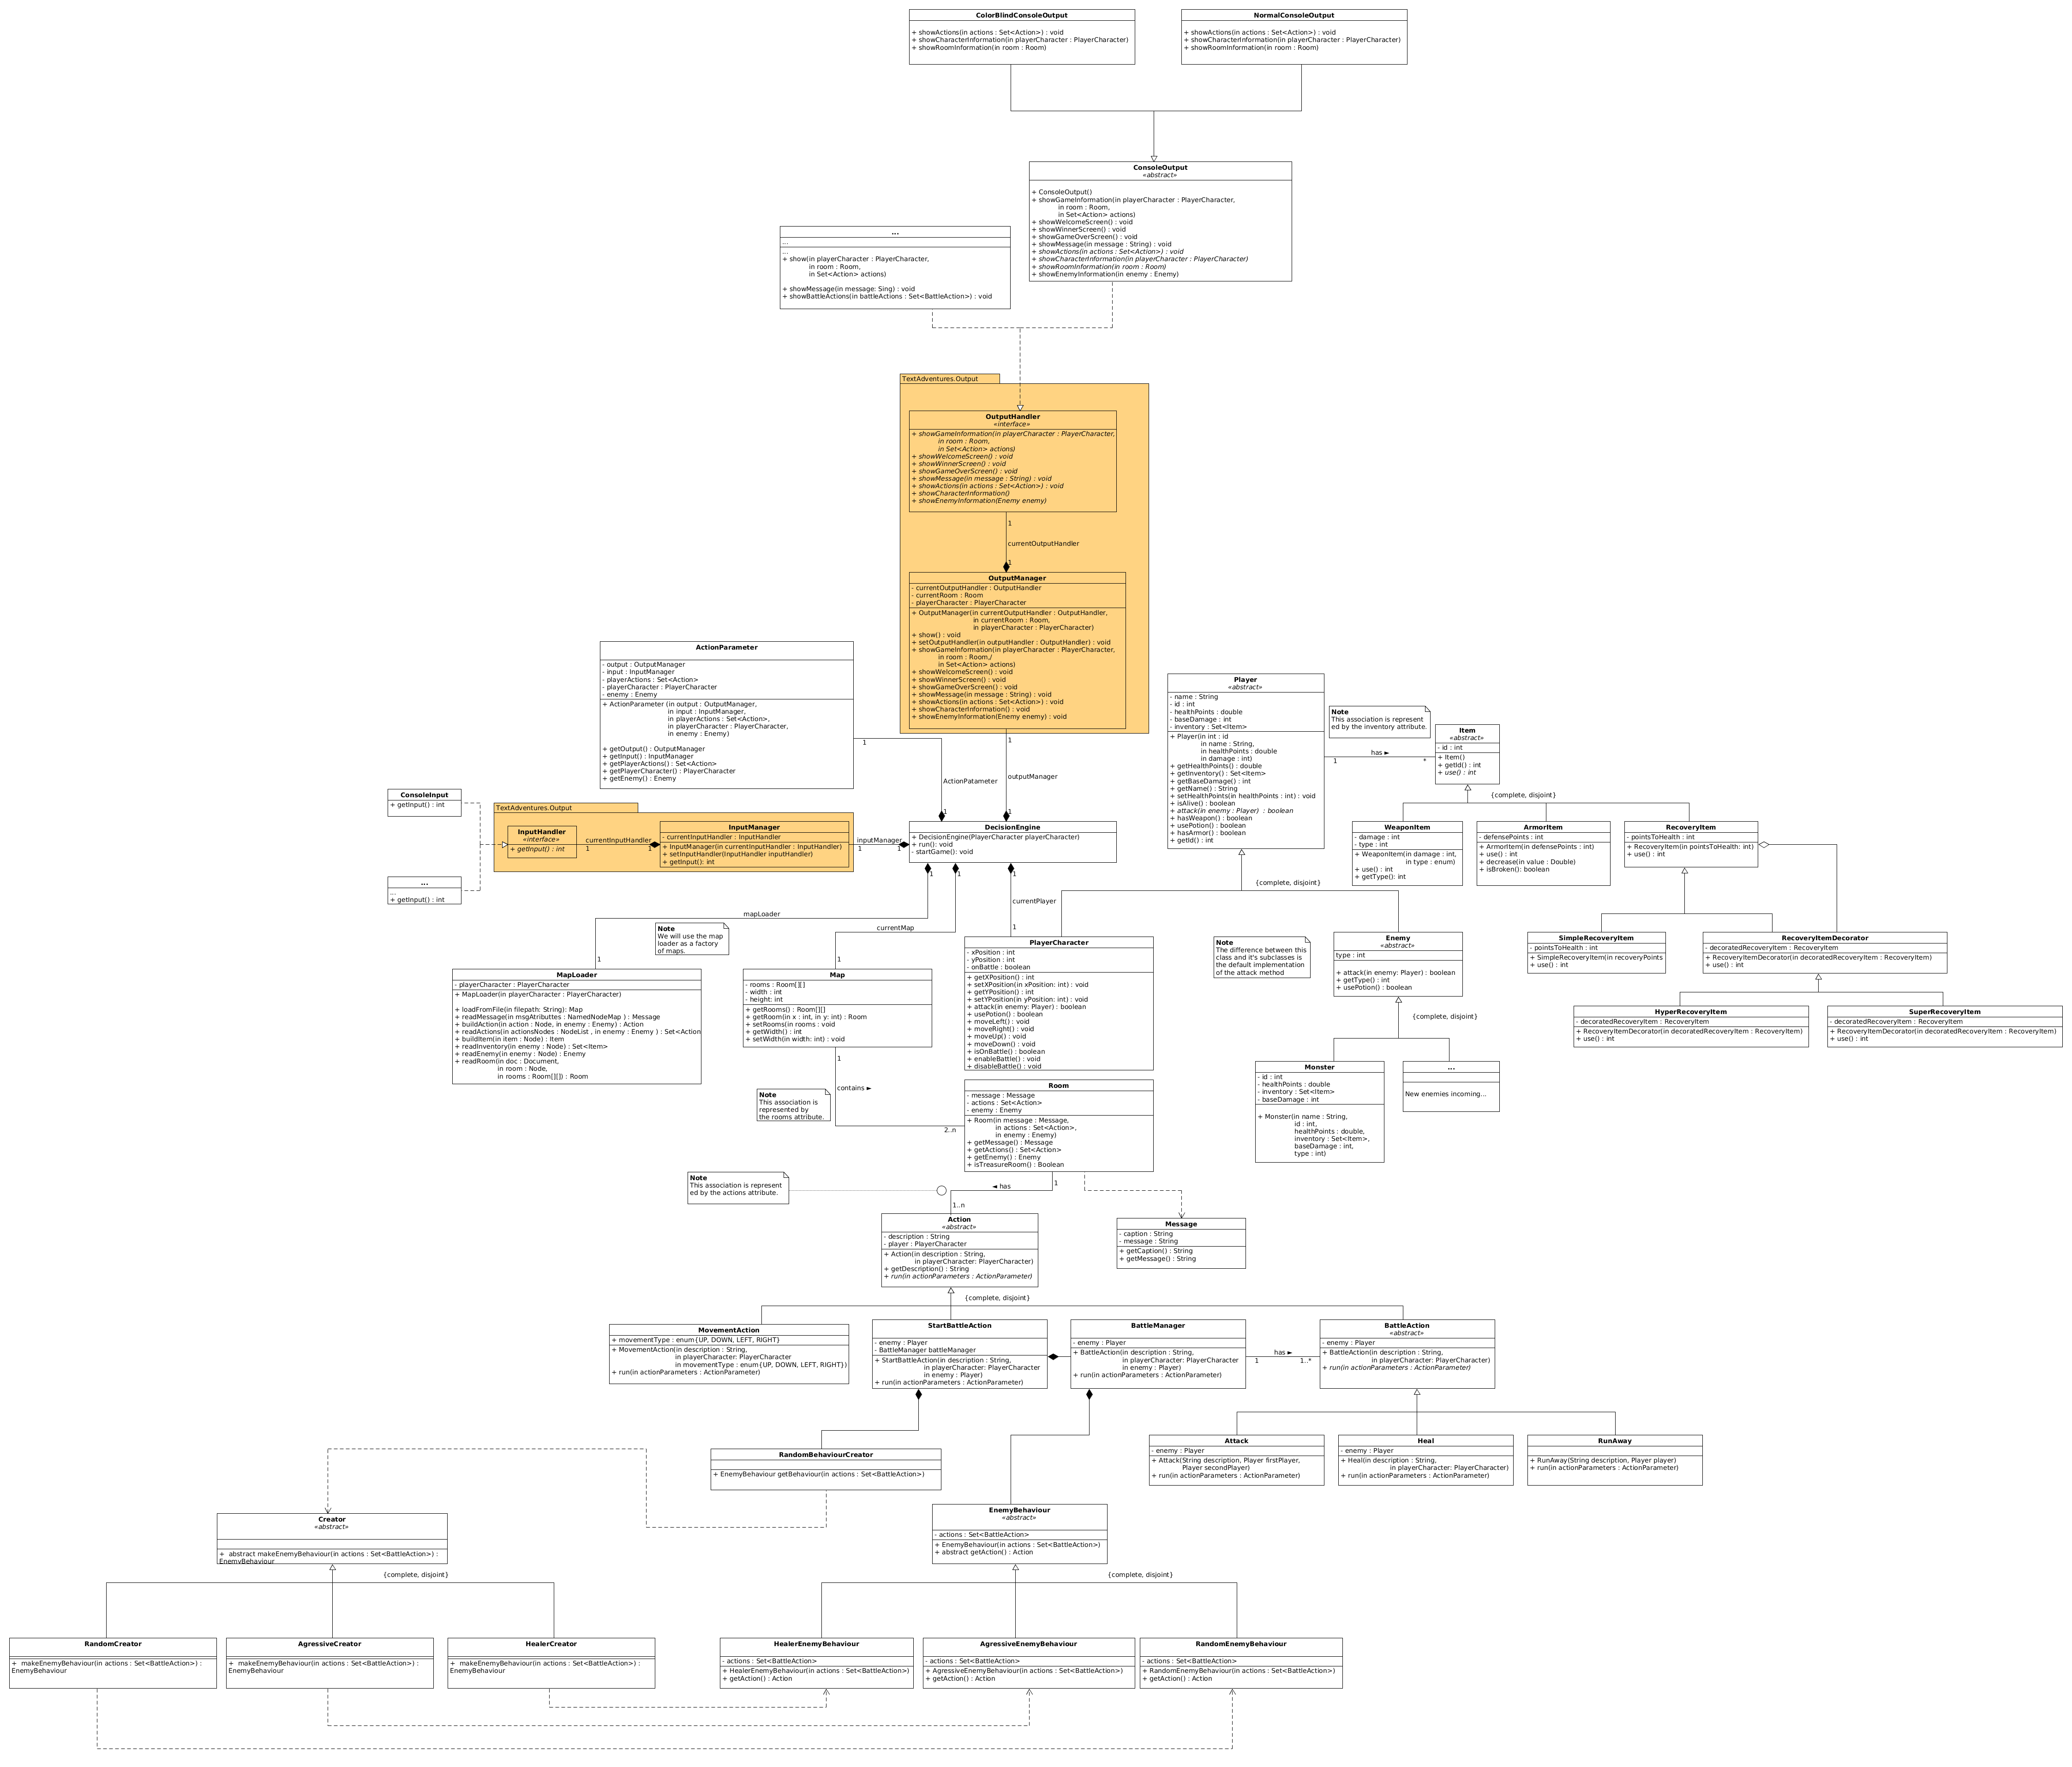 ColorBlindConsoleOutput
+ showActions(in actions : Set<Action>) : void
+ showCharacterInformation(in playerCharacter : PlayerCharacter)
+ showRoomInformation(in room : Room)
NormalConsoleOutput
+ showActions(in actions : Set<Action>) : void
+ showCharacterInformation(in playerCharacter : PlayerCharacter)
+ showRoomInformation(in room : Room)
ConsoleOutput
«abstract»
+ ConsoleOutput()
+ showGameInformation(in playerCharacter : PlayerCharacter,
in room : Room,
in Set<Action> actions)
+ showWelcomeScreen() : void
+ showWinnerScreen() : void
+ showGameOverScreen() : void
+ showMessage(in message : String) : void
+ showActions(in actions : Set<Action>) : void
+ showCharacterInformation(in playerCharacter : PlayerCharacter)
+ showRoomInformation(in room : Room)
+ showEnemyInformation(in enemy : Enemy)
...
...
...
+ show(in playerCharacter : PlayerCharacter,
in room : Room,
in Set<Action> actions)
+ showMessage(in message: Sing) : void
+ showBattleActions(in battleActions : Set<BattleAction>) : void
TextAdventures.Output
OutputHandler
«interface»
+ showGameInformation(in playerCharacter : PlayerCharacter,
in room : Room,
in Set<Action> actions)
+ showWelcomeScreen() : void
+ showWinnerScreen() : void
+ showGameOverScreen() : void
+ showMessage(in message : String) : void
+ showActions(in actions : Set<Action>) : void
+ showCharacterInformation()
+ showEnemyInformation(Enemy enemy)
1
currentOutputHandler
1
OutputManager
- currentOutputHandler : OutputHandler
- currentRoom : Room
- playerCharacter : PlayerCharacter
+ OutputManager(in currentOutputHandler : OutputHandler,
in currentRoom : Room,
in playerCharacter : PlayerCharacter)
+ show() : void
+ setOutputHandler(in outputHandler : OutputHandler) : void
+ showGameInformation(in playerCharacter : PlayerCharacter,
in room : Room,/
in Set<Action> actions)
+ showWelcomeScreen() : void
+ showWinnerScreen() : void
+ showGameOverScreen() : void
+ showMessage(in message : String) : void
+ showActions(in actions : Set<Action>) : void
+ showCharacterInformation() : void
+ showEnemyInformation(Enemy enemy) : void
ActionParameter
- output : OutputManager
- input : InputManager
- playerActions : Set<Action>
- playerCharacter : PlayerCharacter
- enemy : Enemy
+ ActionParameter (in output : OutputManager,
in input : InputManager,
in playerActions : Set<Action>,
in playerCharacter : PlayerCharacter,
in enemy : Enemy)
+ getOutput() : OutputManager
+ getInput() : InputManager
+ getPlayerActions() : Set<Action>
+ getPlayerCharacter() : PlayerCharacter
+ getEnemy() : Enemy
1
ActionPatameter
1
1
outputManager
1
Player
«abstract»
- name : String
- id : int
- healthPoints : double
- baseDamage : int
- inventory : Set<Item>
+ Player(in int : id
in name : String,
in healthPoints : double
in damage : int)
+ getHealthPoints() : double
+ getInventory() : Set<Item>
+ getBaseDamage() : int
+ getName() : String
+ setHealthPoints(in healthPoints : int) : void
+ isAlive() : boolean
+ attack(in enemy : Player)  : boolean
+ hasWeapon() : boolean
+ usePotion() : boolean
+ hasArmor() : boolean
+ getId() : int
Note
This association is represent
ed by the inventory attribute.
has ►
1
*
Item
«abstract»
- id : int
+ Item()
+ getId() : int
+ use() : int
{complete, disjoint}
ConsoleInput
+ getInput() : int
TextAdventures.Output
InputHandler
«interface»
+ getInput() : int
currentInputHandler
1
1
InputManager
- currentInputHandler : InputHandler
+ InputManager(in currentInputHandler : InputHandler)
+ setInputHandler(InputHandler inputHandler)
+ getInput(): int
inputManager
1
1
DecisionEngine
+ DecisionEngine(PlayerCharacter playerCharacter)
+ run(): void
- startGame(): void
WeaponItem
- damage : int
- type : int
+ WeaponItem(in damage : int,
in type : enum)
+ use() : int
+ getType(): int
ArmorItem
- defensePoints : int
+ ArmorItem(in defensePoints : int)
+ use() : int
+ decrease(in value : Double)
+ isBroken(): boolean
RecoveryItem
- pointsToHealth : int
+ RecoveryItem(in pointsToHealth: int)
+ use() : int
...
...
+ getInput() : int
1
1
1
mapLoader
currentMap
currentPlayer
{complete, disjoint}
Note
We will use the map
loader as a factory
of maps.
1
1
1
MapLoader
- playerCharacter : PlayerCharacter
+ MapLoader(in playerCharacter : PlayerCharacter)
+ loadFromFile(in filepath: String): Map
+ readMessage(in msgAtributtes : NamedNodeMap ) : Message
+ buildAction(in action : Node, in enemy : Enemy) : Action
+ readActions(in actionsNodes : NodeList , in enemy : Enemy ) : Set<Action
+ buildItem(in item : Node) : Item
+ readInventory(in enemy : Node) : Set<Item>
+ readEnemy(in enemy : Node) : Enemy
+ readRoom(in doc : Document,
in room : Node,
in rooms : Room[][]) : Room
Map
- rooms : Room[][]
- width : int
- height: int
+ getRooms() : Room[][]
+ getRoom(in x : int, in y: int) : Room
+ setRooms(in rooms : void
+ getWidth() : int
+ setWidth(in width: int) : void
PlayerCharacter
- xPosition : int
- yPosition : int
- onBattle : boolean
+ getXPosition() : int
+ setXPosition(in xPosition: int) : void
+ getYPosition() : int
+ setYPosition(in yPosition: int) : void
+ attack(in enemy: Player) : boolean
+ usePotion() : boolean
+ moveLeft() : void
+ moveRight() : void
+ moveUp() : void
+ moveDown() : void
+ isOnBattle() : boolean
+ enableBattle() : void
+ disableBattle() : void
Note
The difference between this
class and it's subclasses is
the default implementation
of the attack method
Enemy
«abstract»
type : int
+ attack(in enemy: Player) : boolean
+ getType() : int
+ usePotion() : boolean
{complete, disjoint}
SimpleRecoveryItem
- pointsToHealth : int
+ SimpleRecoveryItem(in recoveryPoints
+ use() : int
RecoveryItemDecorator
- decoratedRecoveryItem : RecoveryItem
+ RecoveryItemDecorator(in decoratedRecoveryItem : RecoveryItem)
+ use() : int
HyperRecoveryItem
- decoratedRecoveryItem : RecoveryItem
+ RecoveryItemDecorator(in decoratedRecoveryItem : RecoveryItem)
+ use() : int
SuperRecoveryItem
- decoratedRecoveryItem : RecoveryItem
+ RecoveryItemDecorator(in decoratedRecoveryItem : RecoveryItem)
+ use() : int
1
contains ►
2..n
Note
This association is
represented by
the rooms attribute.
Room
- message : Message
- actions : Set<Action>
- enemy : Enemy
+ Room(in message : Message,
in actions : Set<Action>,
in enemy : Enemy)
+ getMessage() : Message
+ getActions() : Set<Action>
+ getEnemy() : Enemy
+ isTreasureRoom() : Boolean
Monster
- id : int
- healthPoints : double
- inventory : Set<Item>
- baseDamage : int
+ Monster(in name : String,
id : int,
healthPoints : double,
inventory : Set<Item>,
baseDamage : int,
type : int)
...
New enemies incoming...
Note
This association is represent
ed by the actions attribute.
◄ has
1
1..n
Action
«abstract»
- description : String
- player : PlayerCharacter
+ Action(in description : String,
in playerCharacter: PlayerCharacter)
+ getDescription() : String
+ run(in actionParameters : ActionParameter)
Message
- caption : String
- message : String
+ getCaption() : String
+ getMessage() : String
{complete, disjoint}
MovementAction
+ movementType : enum{UP, DOWN, LEFT, RIGHT}
+ MovementAction(in description : String,
in playerCharacter: PlayerCharacter
in movementType : enum{UP, DOWN, LEFT, RIGHT})
+ run(in actionParameters : ActionParameter)
StartBattleAction
- enemy : Player
- BattleManager battleManager
+ StartBattleAction(in description : String,
in playerCharacter: PlayerCharacter
in enemy : Player)
+ run(in actionParameters : ActionParameter)
BattleManager
- enemy : Player
+ BattleAction(in description : String,
in playerCharacter: PlayerCharacter
in enemy : Player)
+ run(in actionParameters : ActionParameter)
has ►
1
1..*
BattleAction
«abstract»
- enemy : Player
+ BattleAction(in description : String,
in playerCharacter: PlayerCharacter)
+ run(in actionParameters : ActionParameter)
RandomBehaviourCreator
+ EnemyBehaviour getBehaviour(in actions : Set<BattleAction>)
Attack
- enemy : Player
+ Attack(String description, Player firstPlayer,
Player secondPlayer)
+ run(in actionParameters : ActionParameter)
Heal
- enemy : Player
+ Heal(in description : String,
in playerCharacter: PlayerCharacter)
+ run(in actionParameters : ActionParameter)
RunAway
+ RunAway(String description, Player player)
+ run(in actionParameters : ActionParameter)
Creator
«abstract»
+  abstract makeEnemyBehaviour(in actions : Set<BattleAction>) :
EnemyBehaviour
EnemyBehaviour
«abstract»
- actions : Set<BattleAction>
+ EnemyBehaviour(in actions : Set<BattleAction>)
+ abstract getAction() : Action
{complete, disjoint}
{complete, disjoint}
RandomCreator
+  makeEnemyBehaviour(in actions : Set<BattleAction>) :
EnemyBehaviour
AgressiveCreator
+  makeEnemyBehaviour(in actions : Set<BattleAction>) :
EnemyBehaviour
HealerCreator
+  makeEnemyBehaviour(in actions : Set<BattleAction>) :
EnemyBehaviour
HealerEnemyBehaviour
- actions : Set<BattleAction>
+ HealerEnemyBehaviour(in actions : Set<BattleAction>)
+ getAction() : Action
AgressiveEnemyBehaviour
- actions : Set<BattleAction>
+ AgressiveEnemyBehaviour(in actions : Set<BattleAction>)
+ getAction() : Action
RandomEnemyBehaviour
- actions : Set<BattleAction>
+ RandomEnemyBehaviour(in actions : Set<BattleAction>)
+ getAction() : Action